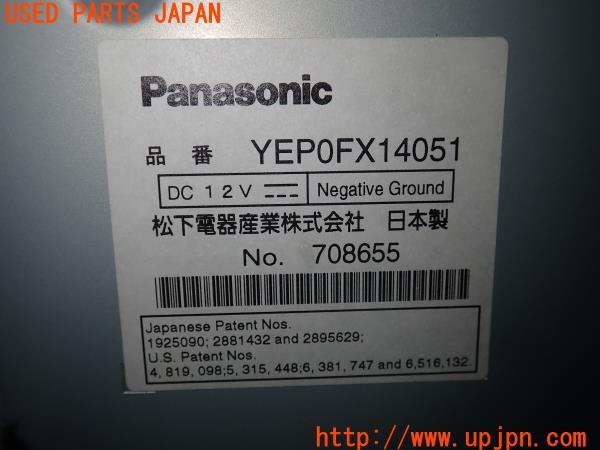 USED PARTS JAPAN
Panasonic
品 番 YEP0FX14051
DC 12V Negative Ground
松下電器産業株式会社 日本製
No. 708655
Japanese Patent Nos.
1925090; 2881432 and 2895629;
U.S. Patent Nos.
4, 819, 098;5, 315, 448;6, 381, 747 and 6,516,132.
http://www.upjpn.com/